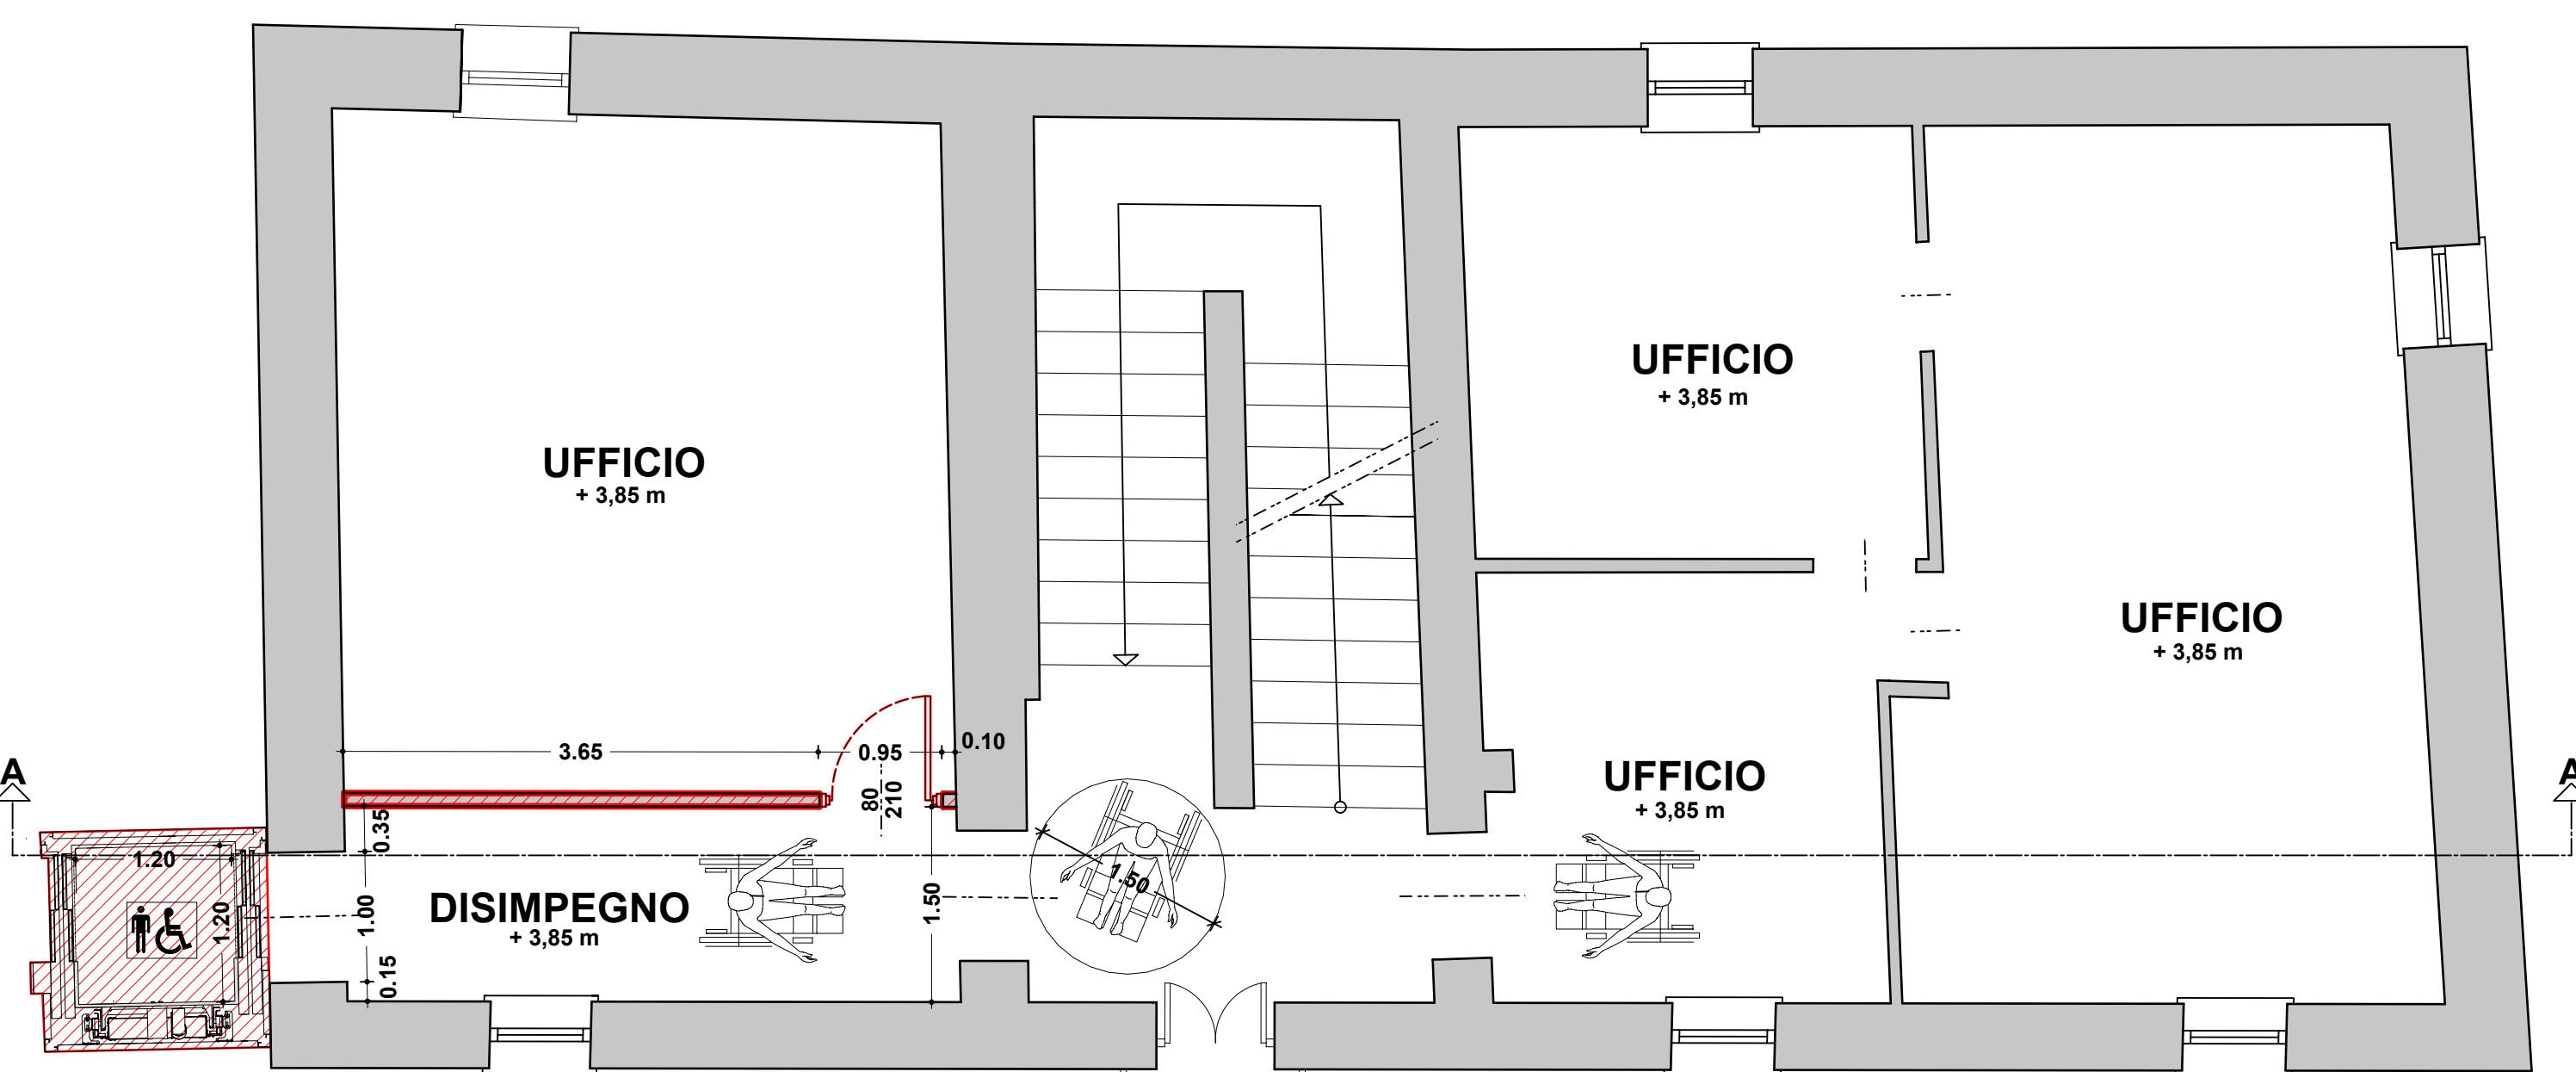 UFFICIO
+ 3,85 m
UFFICIO
+ 3,85 m
UFFICIO
+ 3,85 m
3.65
0.95
0.10
80
210
A
A
UFFICIO
+ 3,85 m
0.35
1.20
1.20
1.00
0.15
DISIMPEGNO
+ 3,85 m
1.50
1.50